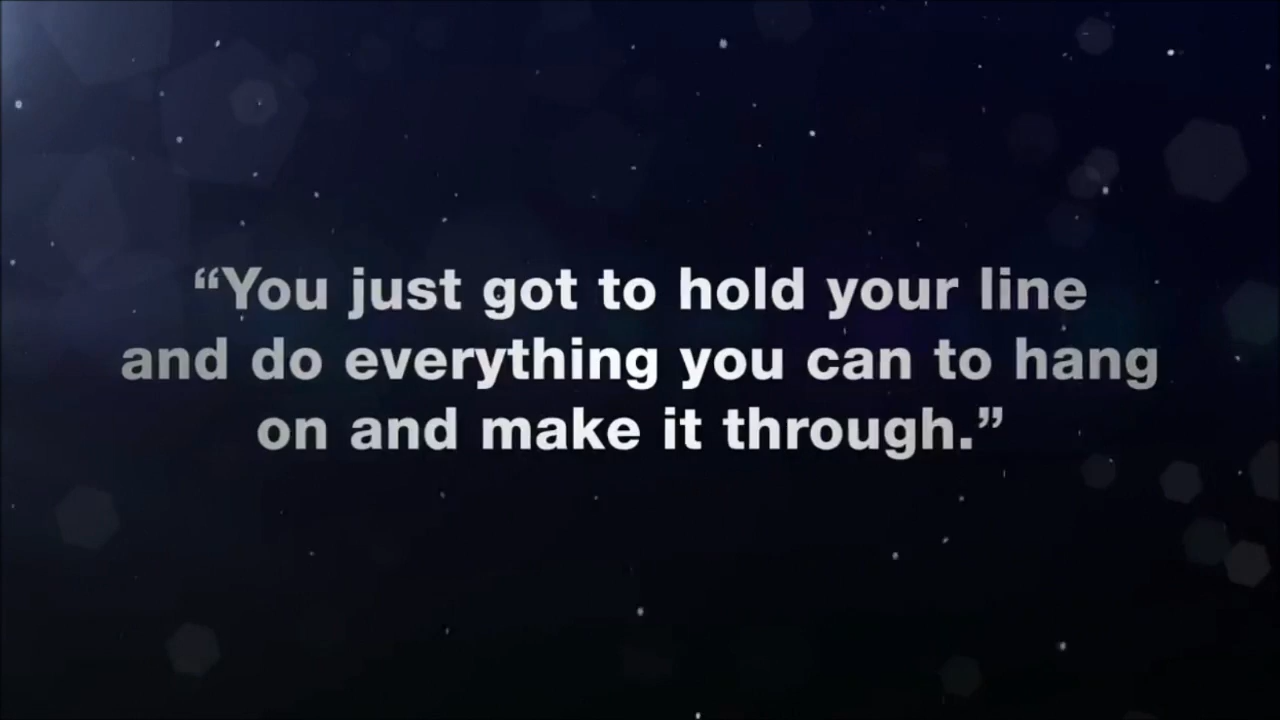 “You just got to hold your line
and do everything you can to hang
on and make it through.”